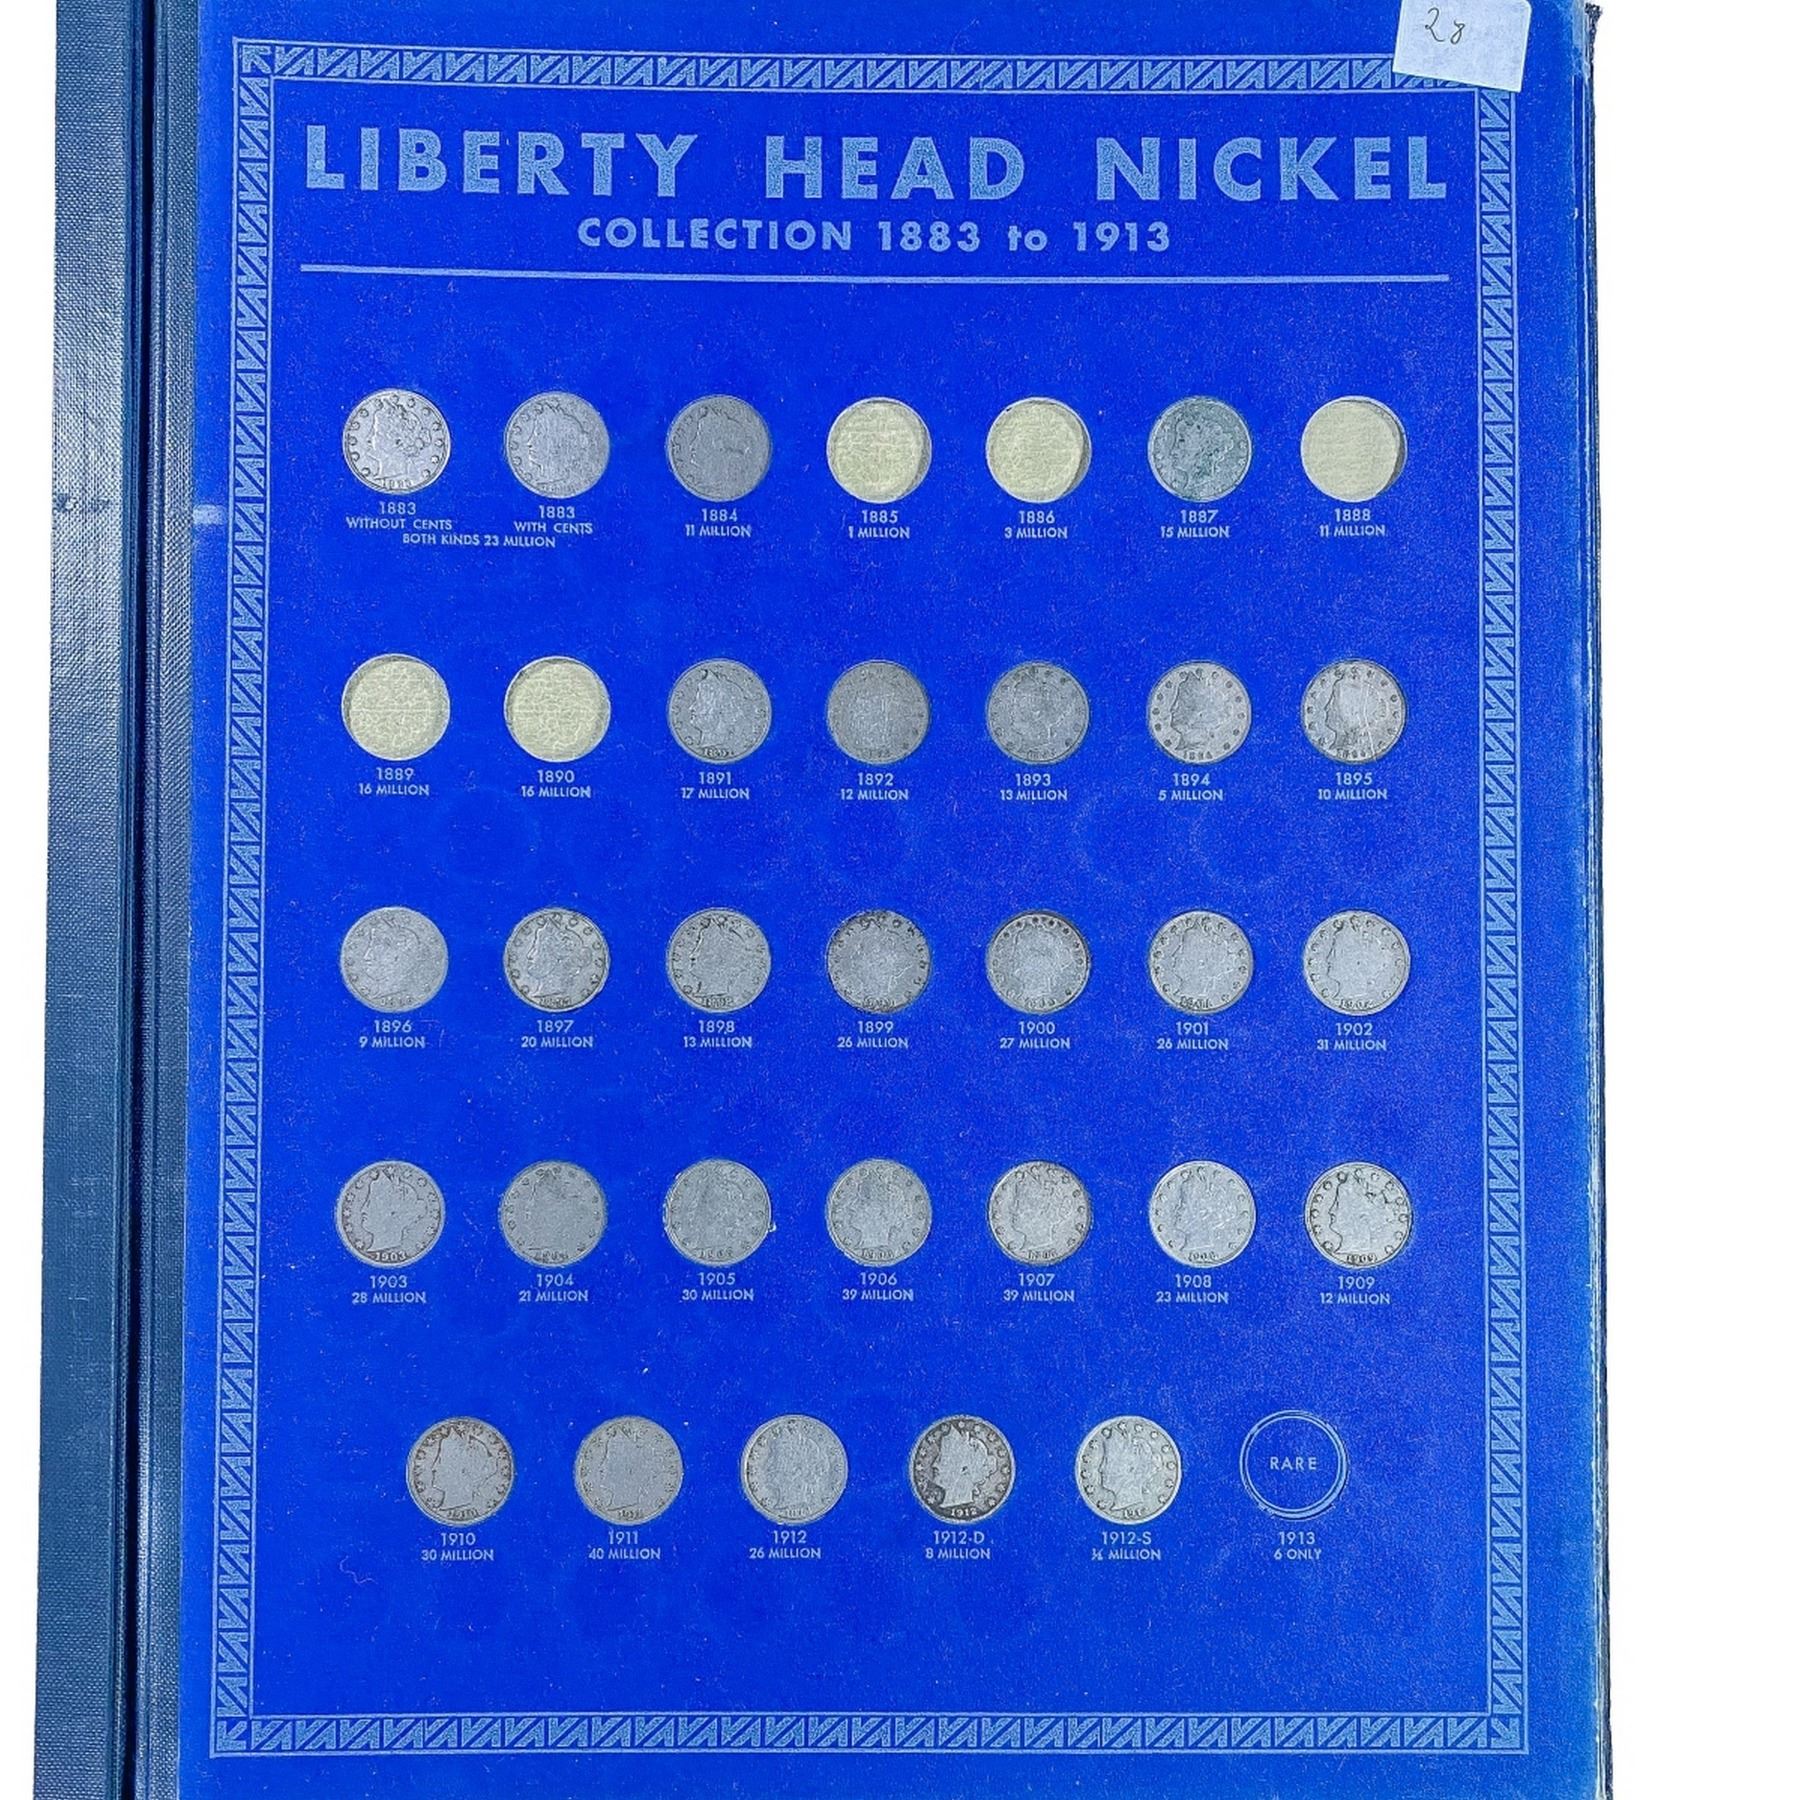 28
LIBERTY HEAD NICKEL
COLLECTION 1883 to 1913
1883 1883 1884 1885 1886 1887 1888
WITHOUT CENTS WITH CENTS 11 MILLION 1 MILLION 3 MILLION 15 MILLION 11 MILLION
BOTH KINDS 23 MILLION
1889 1890 1891 1892 1893 1894 1895
16 MILLION 16 MILLION 17 MILLION 12 MILLION 13 MILLION 5 MILLION 10 MILLION
1896 1897 1898 1899 1900 1901 1902
9 MILLION 20 MILLION 13 MILLION 26 MILLION 27 MILLION 26 MILLION 31 MILLION
1903
1903 1904 1905 1906 1907 1908 1909
28 MILLION 21 MILLION 30 MILLION 39 MILLION 39 MILLION 23 MILLION 12 MILLION
RARE
1912
1910 1911 1912 1912-D 1912-S 1913
30 MILLION 40 MILLION 26 MILLION 8 MILLION MILLION 6 ONLY